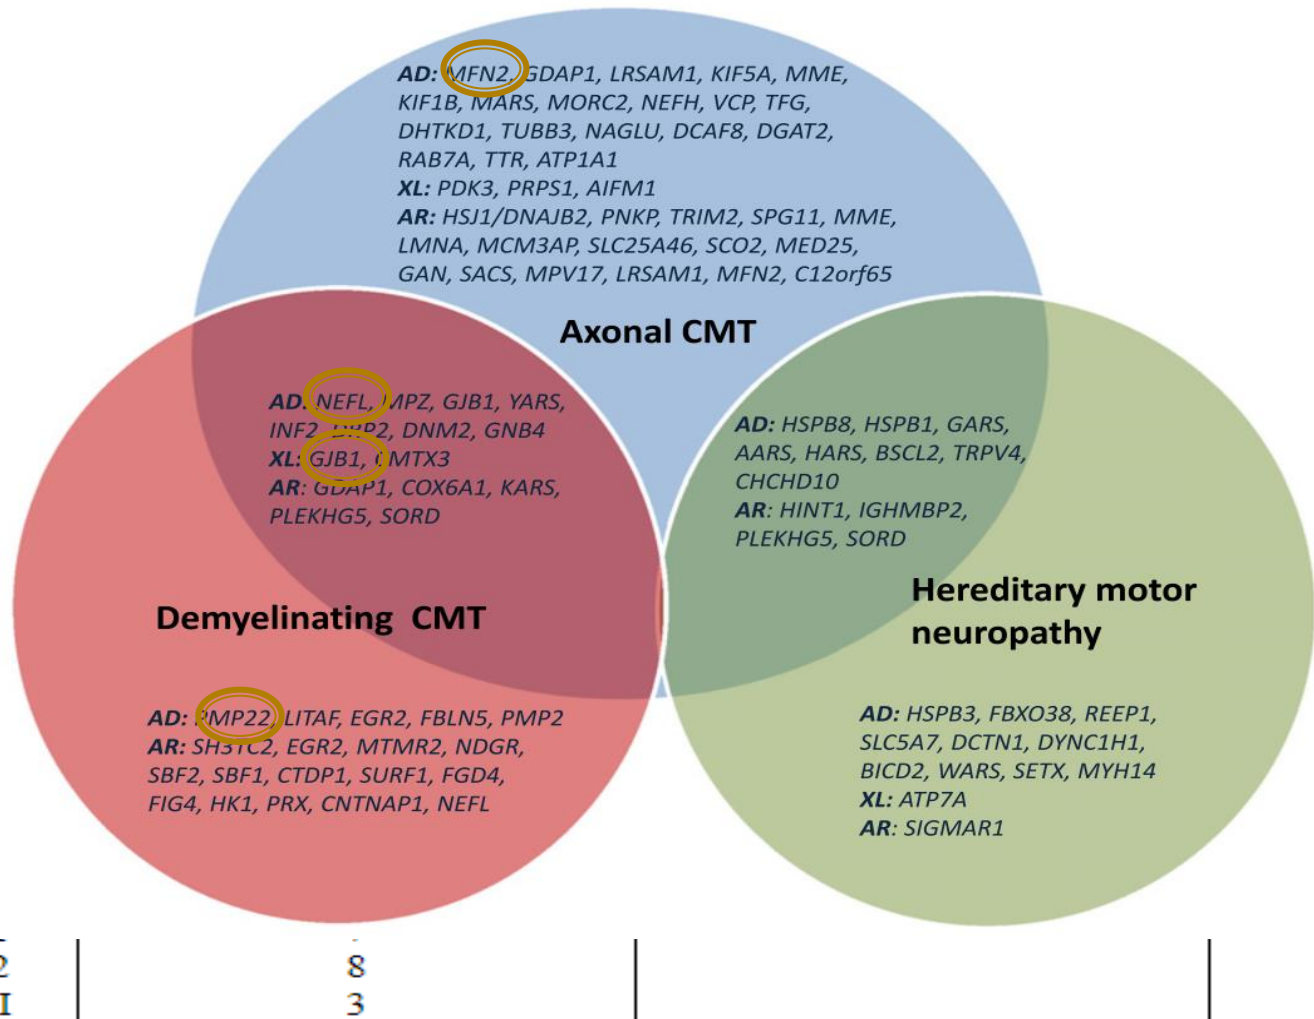 AD: MFN2, GDAP1, LRSAM1, KIF5A, MME,
KIF1B, MARS, MORC2, NEFH, VCP, TFG,
DHTKD1, TUBB3, NAGLU, DCAF8, DGAT2,
RAB7A, TTR, ATP1A1
XL: PDK3, PRPS1, AIFM1
AR: HSJ1/DNAJB2, PNKP, TRIM2, SPG11, MME,
LMNA, MCM3AP, SLC25A46, SCO2, MED25,
GAN, SACS, MPV17, LRSAM1, MFN2, C12orf65
Axonal CMT
AD: NEFL, MPZ, GJB1, YARS,
INF2, DRP2, DNM2, GNB4
XL: GJB1, CMTX3
AR: GDAP1, COX6A1, KARS,
PLEKHG5, SORD
AD: HSPB8, HSPB1, GARS,
AARS, HARS, BSCL2, TRPV4,
CHCHD10
AR: HINT1, IGHMBP2,
PLEKHG5, SORD
Hereditary motor
neuropathy
Demyelinating CMT
AD: PMP22, LITAF, EGR2, FBLN5, PMP2
AR: SH3TC2, EGR2, MTMR2, NDGR,
SBF2, SBF1, CTDP1, SURF1, FGD4,
FIG4, HK1, PRX, CNTNAP1, NEFL
AD: HSPB3, FBXO38, REEP1,
SLC5A7, DCTN1, DYNC1H1,
BICD2, WARS, SETX, MYH14
XL: ATP7A
AR: SIGMAR1
2 8
I 3